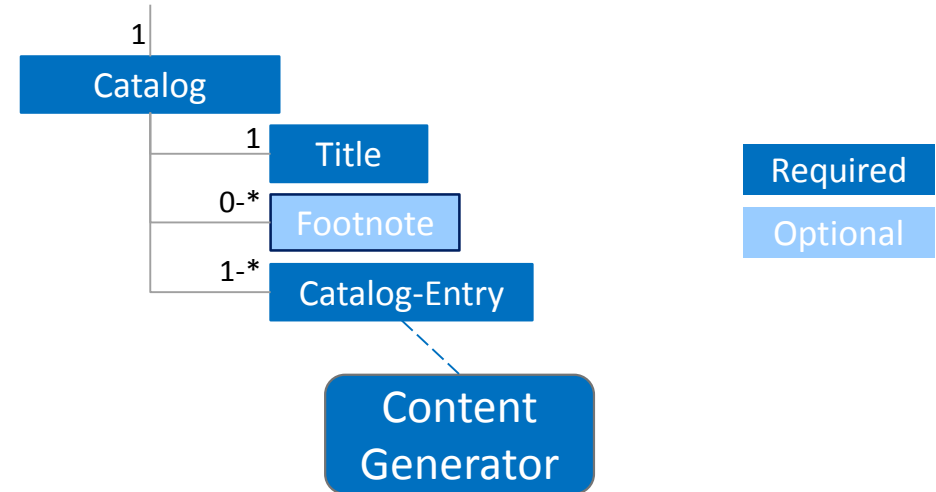 1
Catalog
1
Title
0-*
Footnote
1-*
Catalog-Entry
Content
Generator
Required
Optional